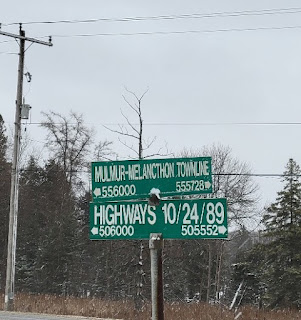 MULMUR-MELANCTHON TOWNLINE
556000 555728
HIGHWAYS 10/24/89
506000 505552